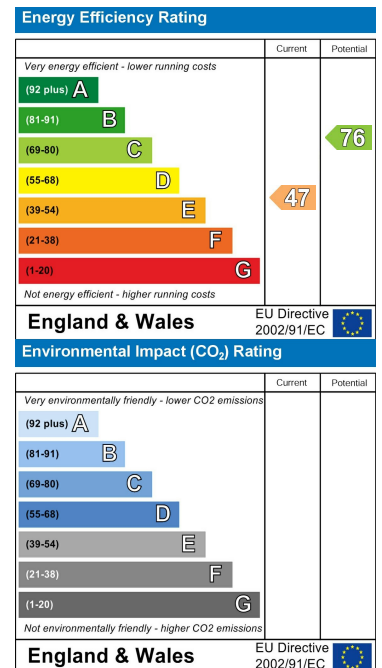 Energy Efficiency Rating
Current Potential
Very energy efficient - lower running costs
(92 plus) A
(81-91) B
(69-80) C
76
(55-68) D
(39-54) E
47
(21-38) F
(1-20) G
Not energy efficient - higher running costs
England & Wales
EU Directive
2002/91/EC
Environmental Impact (CO₂) Rating
Current Potential
Very environmentally friendly - lower CO2 emissions
(92 plus) A
(81-91) B
(69-80) C
(55-68) D
(39-54) E
(21-38) F
(1-20) G
Not environmentally friendly - higher CO2 emissions
England & Wales
EU Directive
2002/91/EC